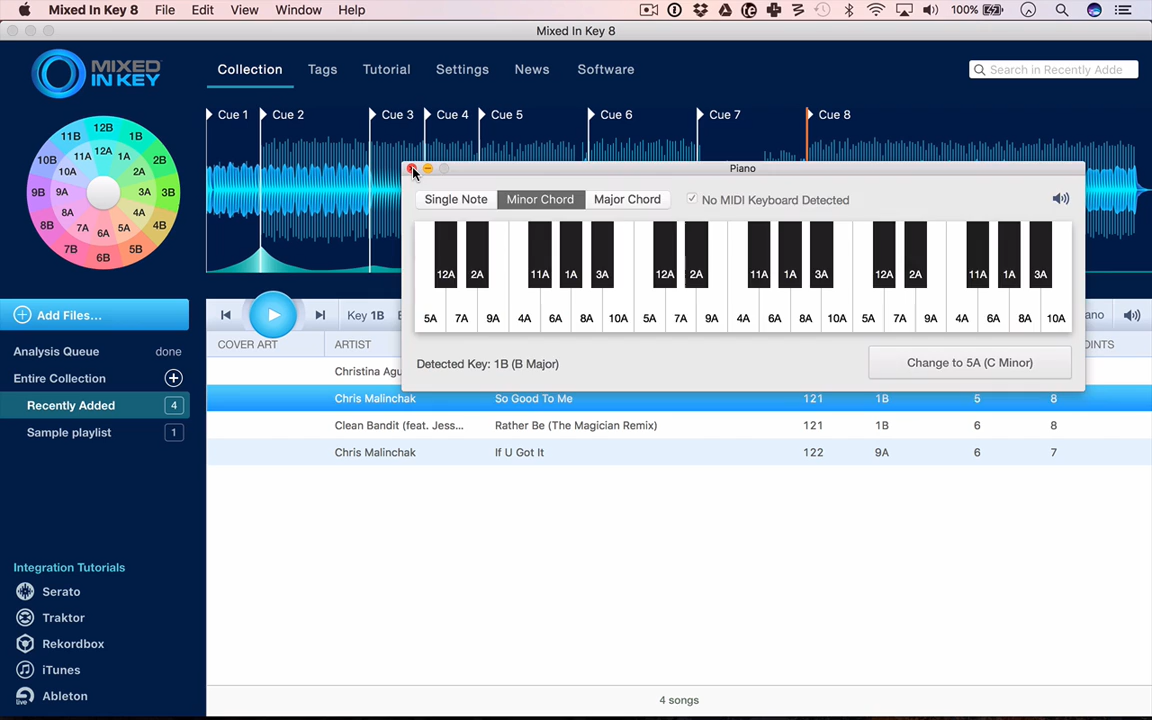 Mixed In Key 8 File Edit View Window Help 100%
Mixed In Key 8
MIXED IN KEY
Collection Tags Tutorial Settings News Software
Search in Recently Adde
12B 1B 2B 3B 4B 5B 6B 7B 8B 9B 10B 11B
12A 1A 2A 3A 4A 5A 6A 7A 8A 9A 10A 11A
Cue 1 Cue 2 Cue 3 Cue 4 Cue 5 Cue 6 Cue 7 Cue 8
Piano
Single Note Minor Chord Major Chord No MIDI Keyboard Detected
12A 2A 11A 1A 3A 12A 2A 11A 1A 3A 12A 2A 11A 1A 3A
5A 7A 9A 4A 6A 8A 10A 5A 7A 9A 4A 6A 8A 10A 5A 7A 9A 4A 6A 8A 10A
Detected Key: 1B (B Major) Change to 5A (C Minor)
Add Files...
Key 1B ano
Analysis Queue done
Entire Collection
Recently Added 4
Sample playlist 1
COVER ART ARTIST OINTS
Christina Agu
Chris Malinchak So Good To Me 121 1B 5 8
Clean Bandit (feat. Jess... Rather Be (The Magician Remix) 121 1B 6 8
Chris Malinchak If U Got It 122 9A 6 7
Integration Tutorials
Serato
Traktor
Rekordbox
iTunes
live Ableton
4 songs